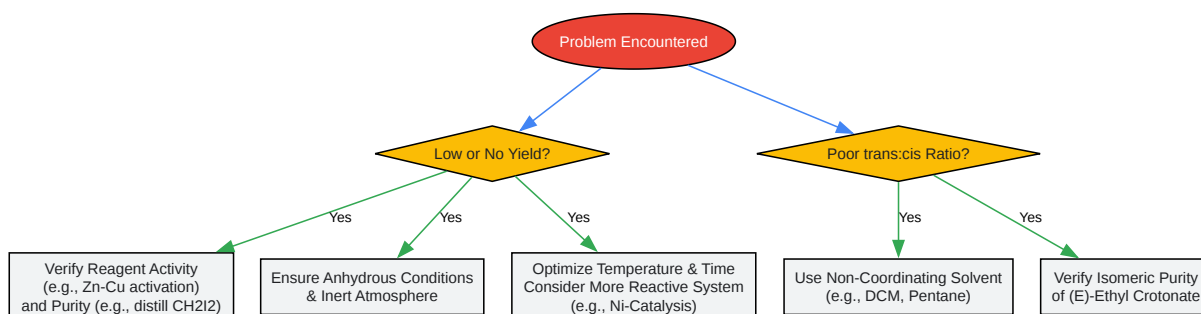 Problem Encountered
Low or No Yield?
Poor trans:cis Ratio?
Yes
Yes
Yes
Yes
Yes
Verify Reagent Activity
(e.g., Zn-Cu activation)
and Purity (e.g., distill CH2I2)
Ensure Anhydrous Conditions
& Inert Atmosphere
Optimize Temperature & Time
Consider More Reactive System
(e.g., Ni-Catalysis)
Use Non-Coordinating Solvent
(e.g., DCM, Pentane)
Verify Isomeric Purity
of (E)-Ethyl Crotonate